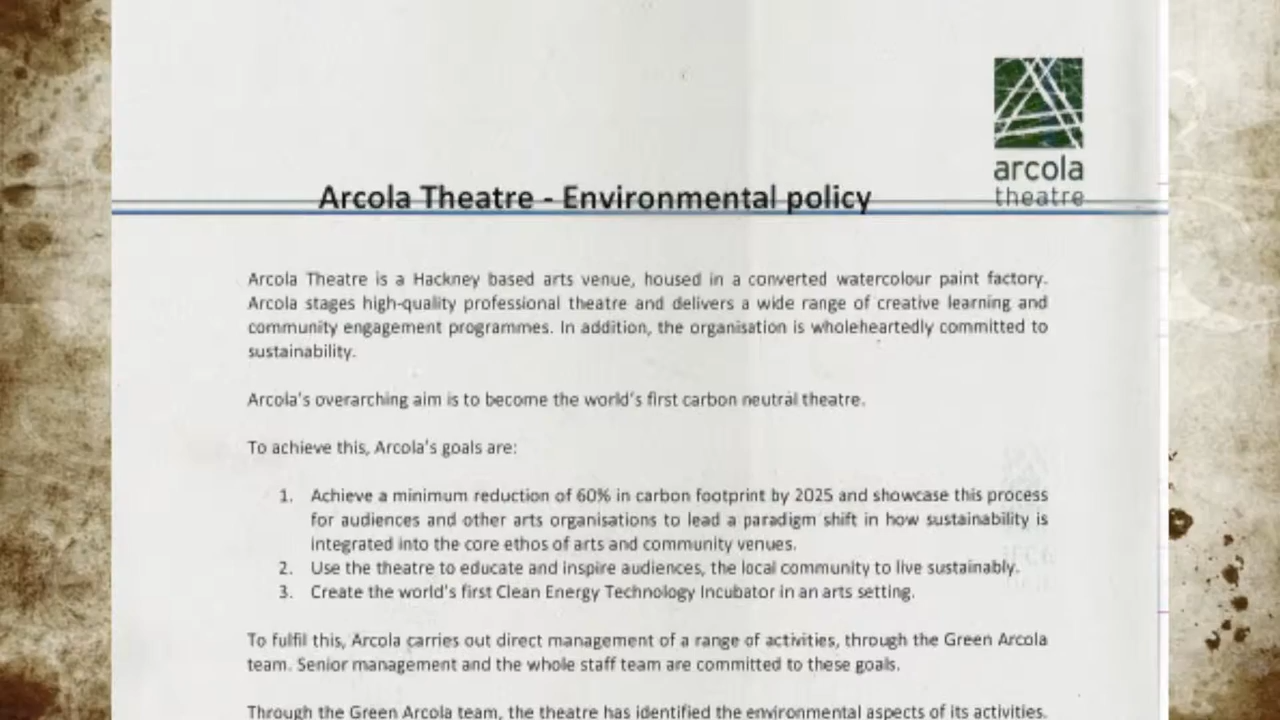 arcola
theatre
Arcola Theatre - Environmental policy
Arcola Theatre is a Hackney based arts venue, housed in a converted watercolour paint factory.
Arcola stages high-quality professional theatre and delivers a wide range of creative learning and
community engagement programmes. In addition, the organisation is wholeheartedly committed to
sustainability.
Arcola's overarching aim is to become the world's first carbon neutral theatre.
To achieve this, Arcola's goals are:
1. Achieve a minimum reduction of 60% in carbon footprint by 2025 and showcase this process
for audiences and other arts organisations to lead a paradigm shift in how sustainability is
integrated into the core ethos of arts and community venues.
2. Use the theatre to educate and inspire audiences, the local community to live sustainably.
3. Create the world's first Clean Energy Technology Incubator in an arts setting.
To fulfil this, Arcola carries out direct management of a range of activities, through the Green Arcola
team. Senior management and the whole staff team are committed to these goals.
Through the Green Arcola team, the theatre has identified the environmental aspects of its activities.